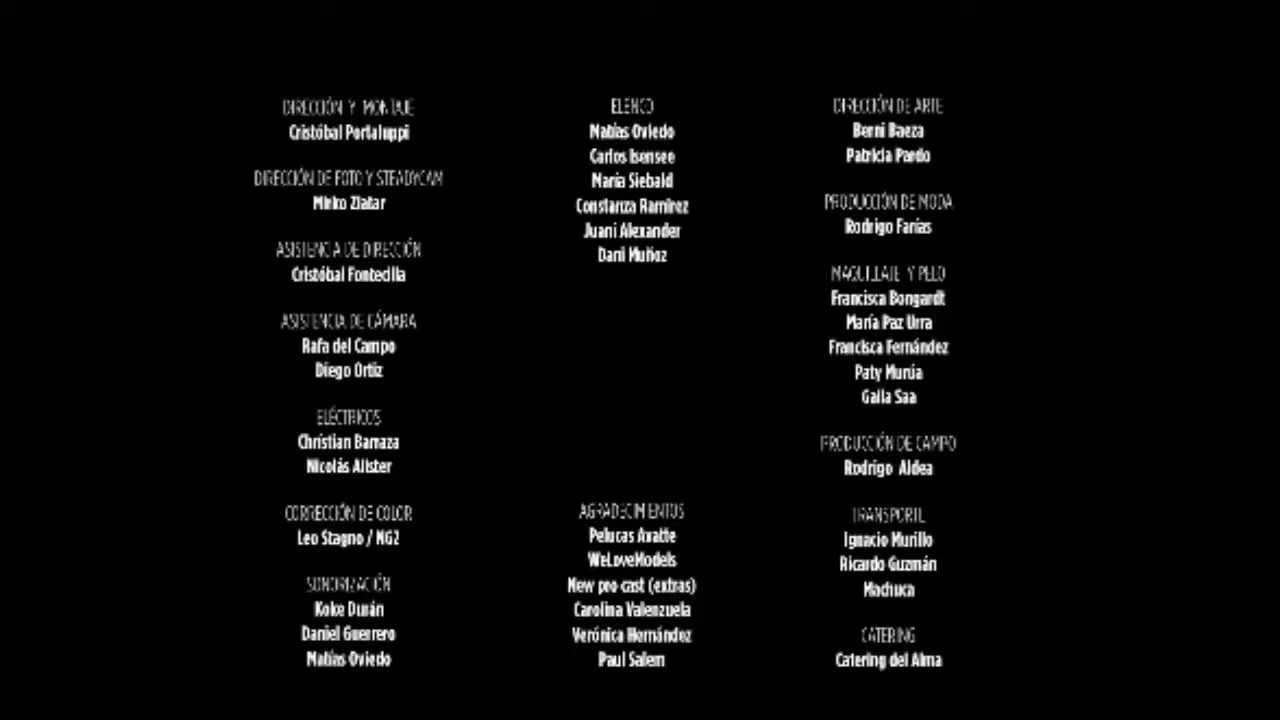 DIRECCIÓN Y MONTAJE
Cristóbal Portaluppi
DIRECCIÓN DE FOTO Y STEADYCAM
Mirko Zlatar
ASISTENCIA DE DIRECCIÓN
Cristóbal Fontecilla
ASISTENCIA DE CÁMARA
Rafa del Campo
Diego Ortiz
ELÉCTRICOS
Christian Barraza
Nicolás Alister
CORRECCIÓN DE COLOR
Leo Stagno / NG2
SONORIZACIÓN
Koke Durán
Daniel Guerrero
Matías Oviedo
ELENCO
Matías Oviedo
Carlos Isensee
María Siebald
Constanza Ramirez
Juani Alexander
Dani Muñoz
AGRADECIMIENTOS
Pelucas Avatte
WeLoveModels
New pro cast (extras)
Carolina Valenzuela
Verónica Hernández
Paul Salem
DIRECCIÓN DE ARTE
Berni Baeza
Patricia Pardo
PRODUCCIÓN DE MODA
Rodrigo Farías
MAQUILLAJE Y PELO
Francisca Bongardt
María Paz Urra
Francisca Fernández
Paty Murúa
Galia Saa
PRODUCCIÓN DE CAMPO
Rodrigo Aldea
TRANSPORTE
Ignacio Murillo
Ricardo Guzmán
Machuca
CATERING
Catering del Alma